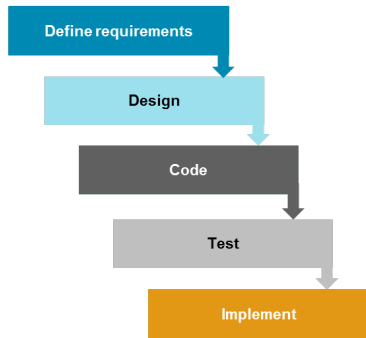 Define requirements
Design
Code
Test
Implement